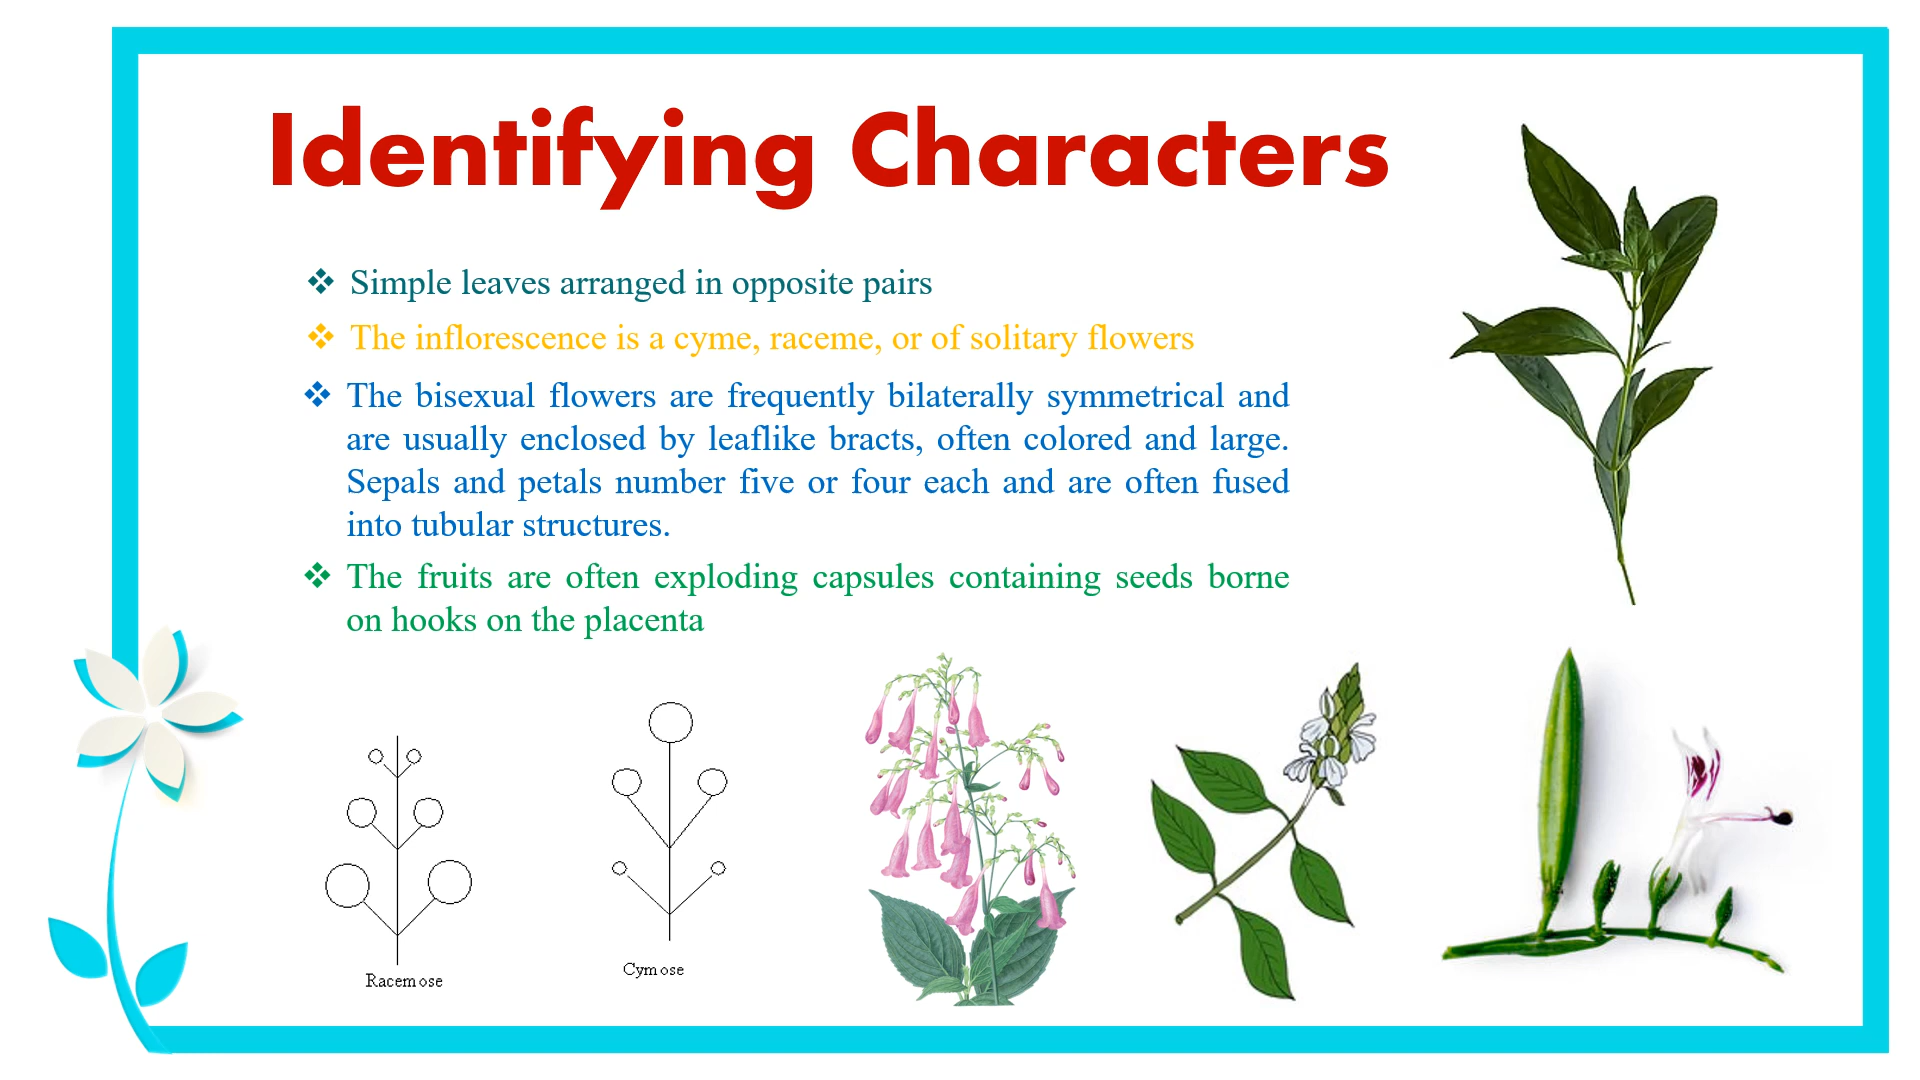 Identifying Characters
❖ Simple leaves arranged in opposite pairs
❖ The inflorescence is a cyme, raceme, or of solitary flowers
❖ The bisexual flowers are frequently bilaterally symmetrical and
are usually enclosed by leaflike bracts, often colored and large.
Sepals and petals number five or four each and are often fused
into tubular structures.
❖ The fruits are often exploding capsules containing seeds borne
on hooks on the placenta
Racemose
Cymose